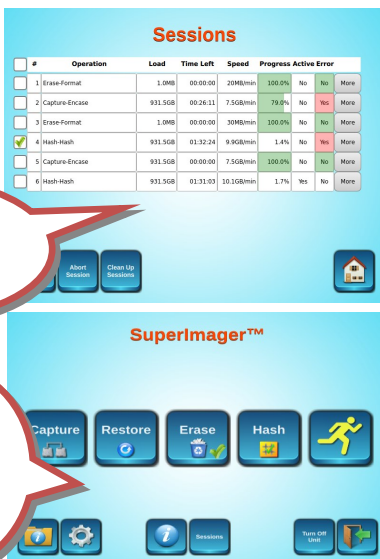 Sessions
# Operation Load Time Left Speed Progress Active Error
1 Erase-Format 1.0MB 00:00:00 20MB/min 100.0% No No More
2 Capture-Encase 931.5GB 00:26:11 7.5GB/min 79.0% No Yes More
3 Erase-Format 1.0MB 00:00:00 30MB/min 100.0% No No More
4 Hash-Hash 931.5GB 01:32:24 9.9GB/min 1.4% No Yes More
5 Capture-Encase 931.5GB 00:00:00 7.5GB/min 100.0% No No More
6 Hash-Hash 931.5GB 01:31:03 10.1GB/min 1.7% Yes No More
Abort Session Clean Up Sessions
SuperImager™
Capture Restore Erase Hash
Sessions Turn Off Unit